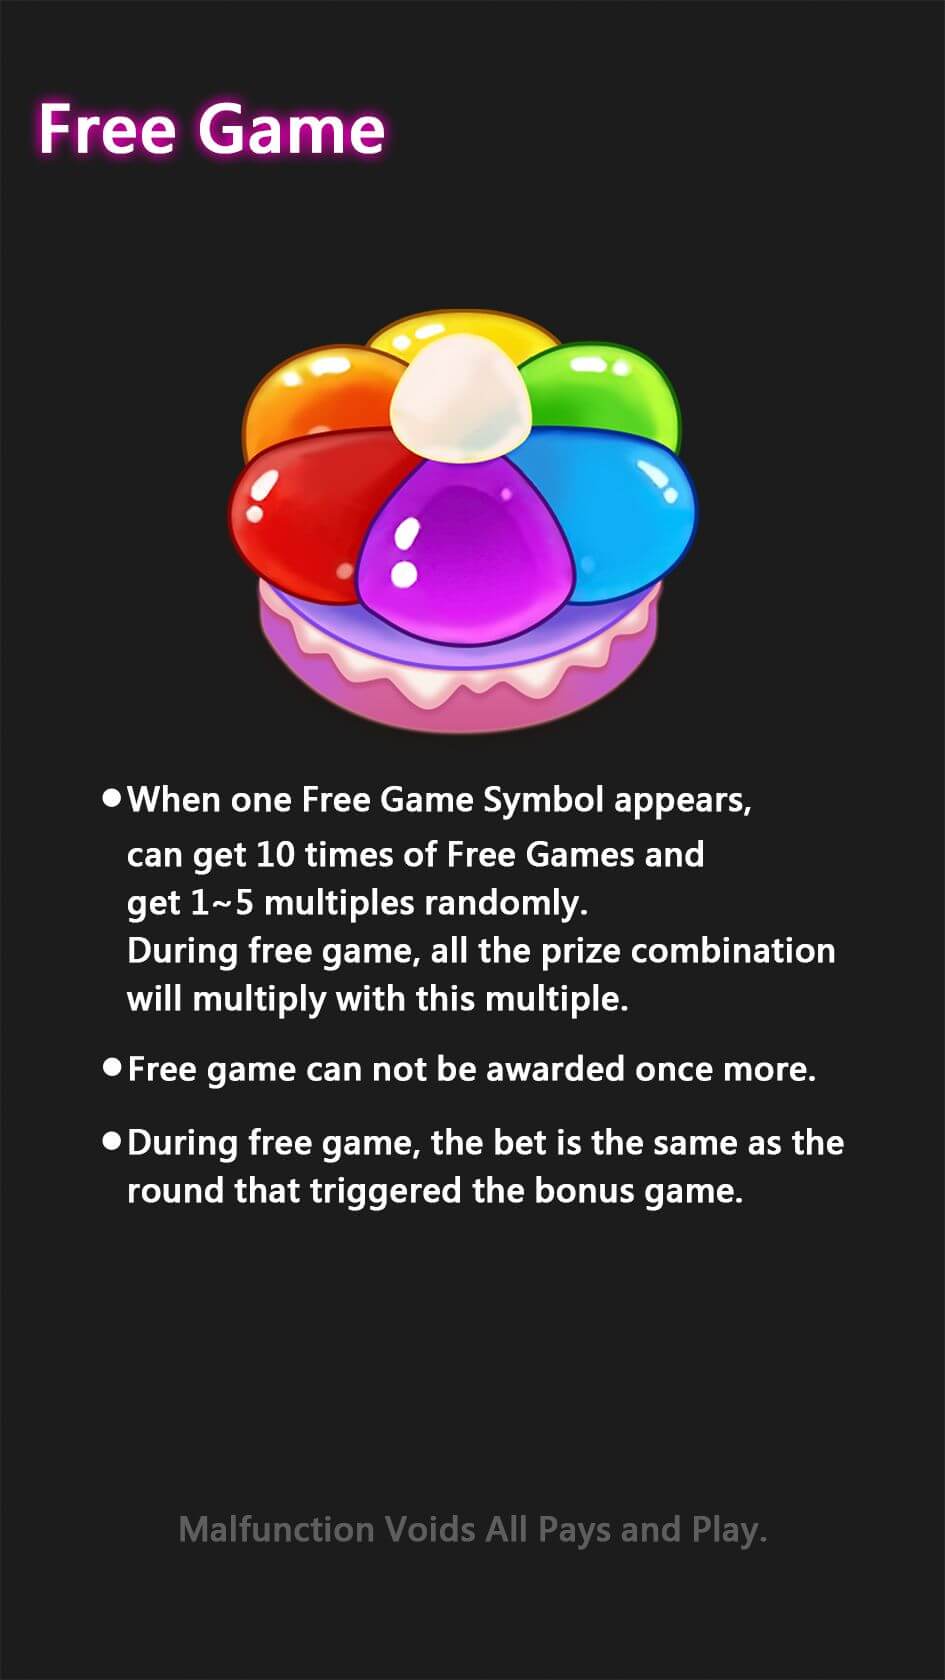 Free Game
•When one Free Game Symbol appears,
can get 10 times of Free Games and
get 1~5 multiples randomly.
During free game, all the prize combination
will multiply with this multiple.
•Free game can not be awarded once more.
•During free game, the bet is the same as the
round that triggered the bonus game.
Malfunction Voids All Pays and Play.